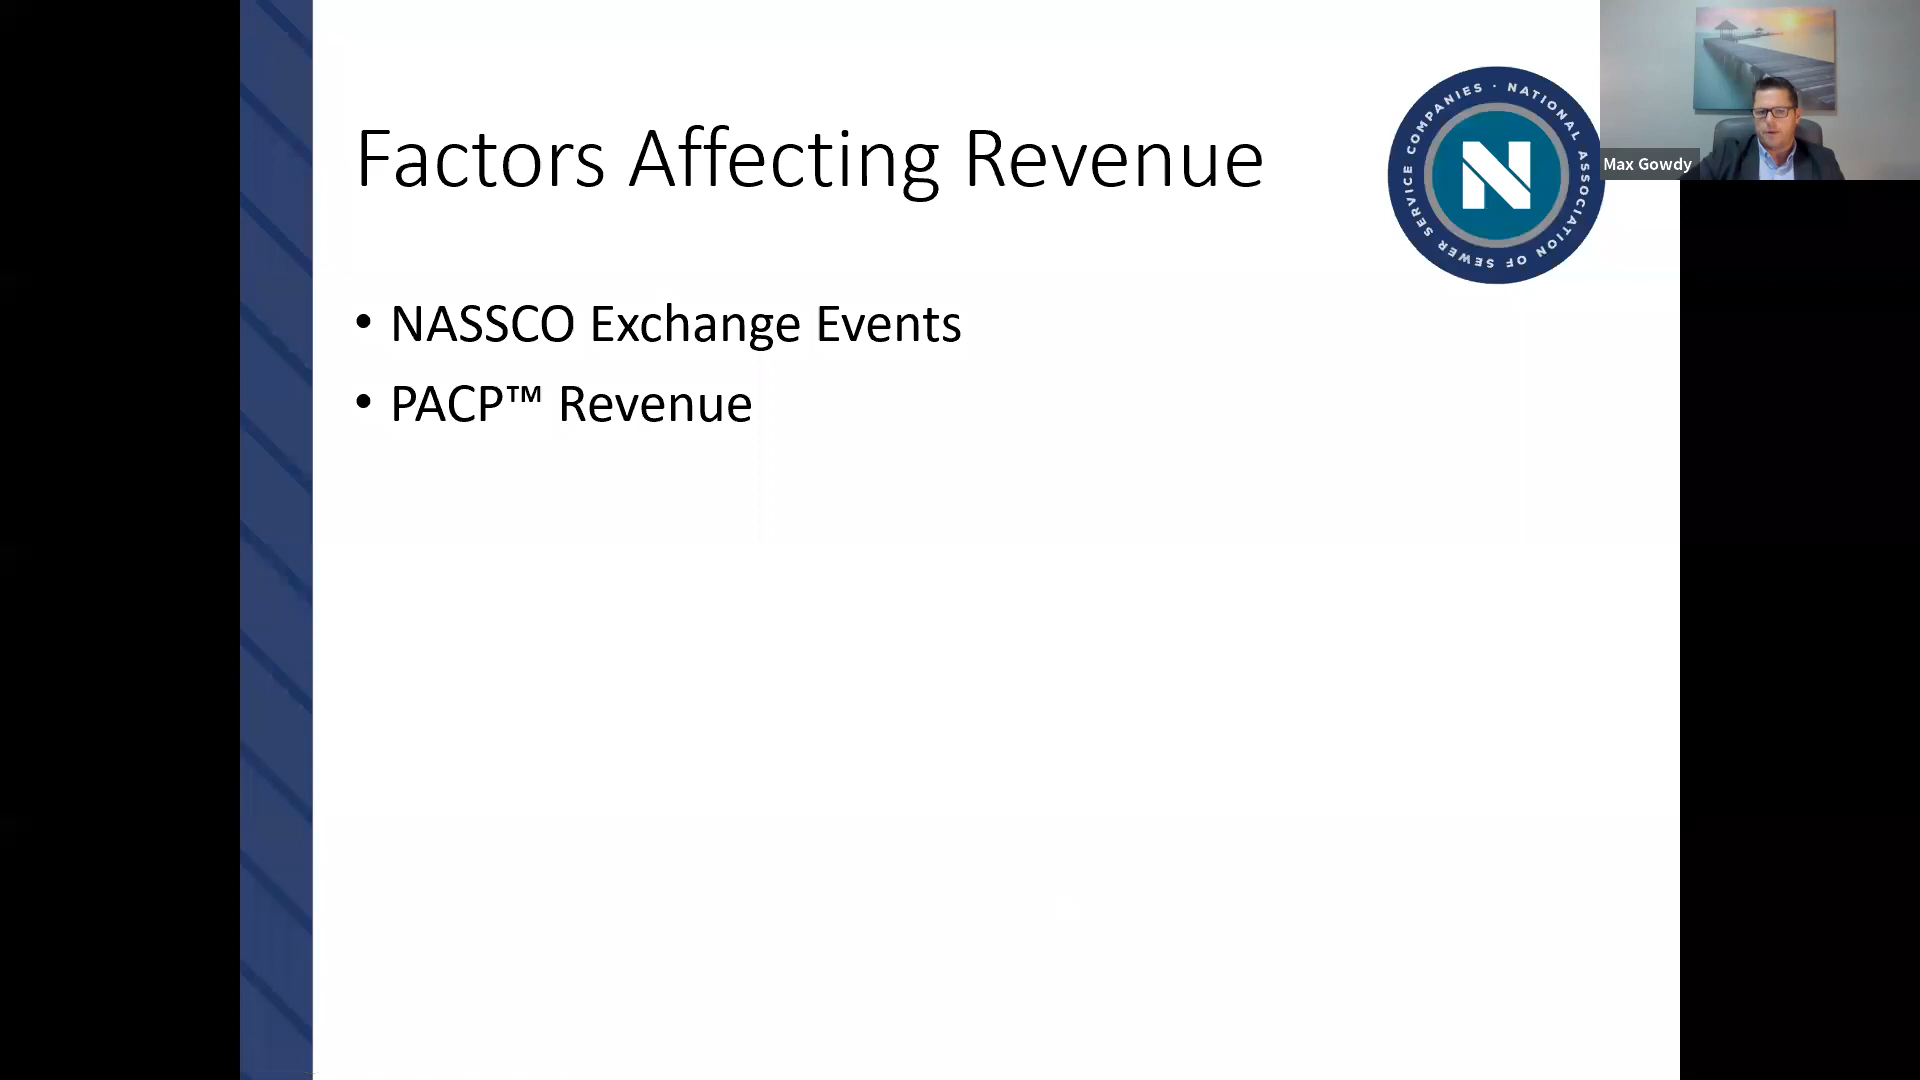 Factors Affecting Revenue
NATIONAL ASSOCIATION OF SEWER SERVICE COMPANIES ·
N
Max Gowdy
• NASSCO Exchange Events
• PACP™ Revenue